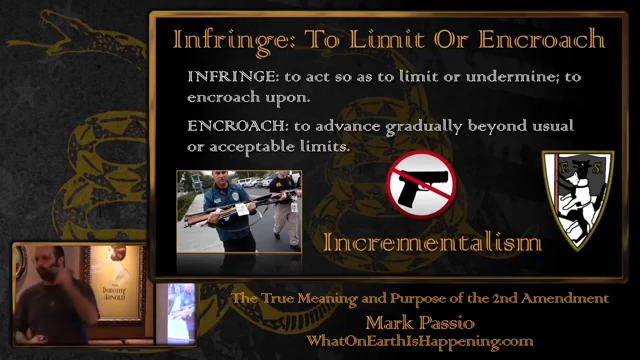 Infringe: To Limit Or Encroach
INFRINGE: to act so as to limit or undermine; to
encroach upon.
ENCROACH: to advance gradually beyond usual
or acceptable limits.
Incrementalism
DOROTHY
ARNOLD
The True Meaning and Purpose of the 2nd Amendment
Mark Passio
WhatOnEarthIsHappening.com